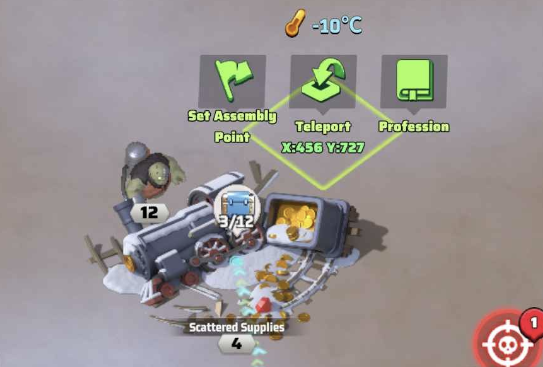 -10°C
Set Assembly
Point
Teleport
Profession
X:456 Y:727
12
3/12
Scattered Supplies
4
1